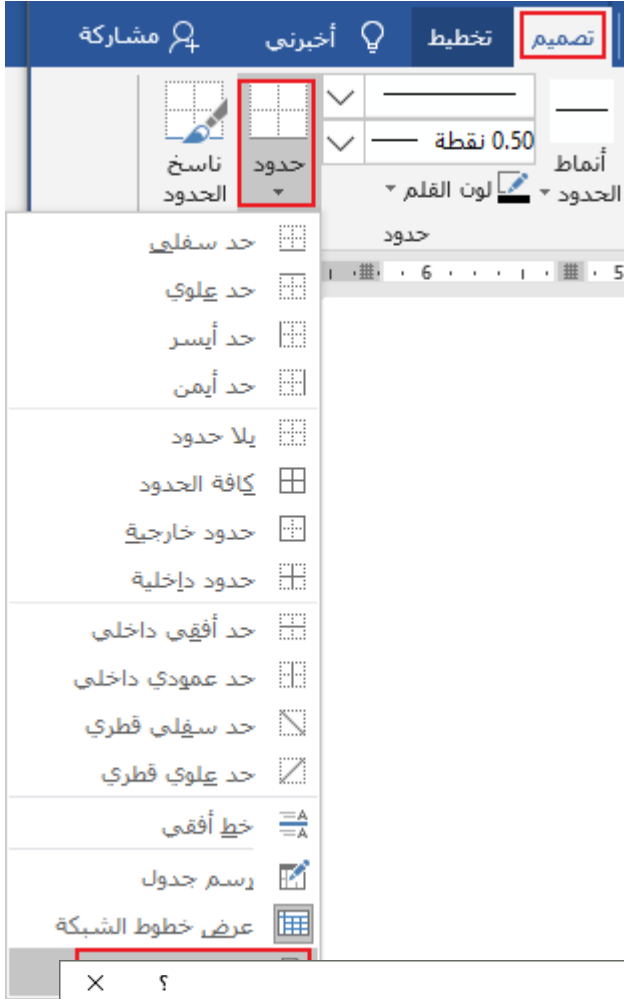 تصميم تخطيط أخبرني مشاركة
أنماط الحدود
0.50 نقطة
لون القلم
حدود
ناسخ الحدود
حدود
5 6
حد سفلي
حد علوي
حد أيسر
حد أيمن
بلا حدود
كافة الحدود
حدود خارجية
حدود داخلية
حد أفقي داخلي
حد عمودي داخلي
حد سفلي قطري
حد علوي قطري
خط أفقي
رسم جدول
عرض خطوط الشبكة
؟